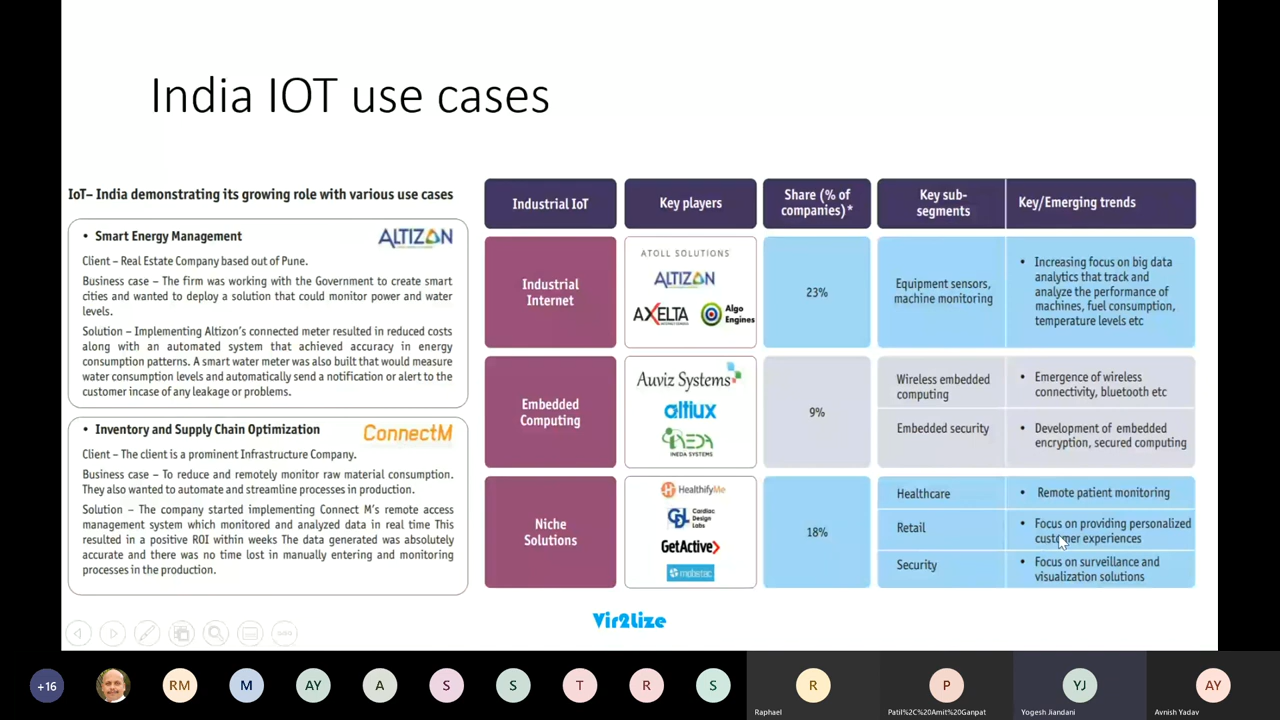 India IOT use cases
IoT– India demonstrating its growing role with various use cases
• Smart Energy Management
ALTIZON
Client – Real Estate Company based out of Pune.
Business case – The firm was working with the Government to create smart
cities and wanted to deploy a solution that could monitor power and water
levels.
Solution – Implementing Altizon's connected meter resulted in reduced costs
along with an automated system that achieved accuracy in energy
consumption patterns. A smart water meter was also built that would measure
water consumption levels and automatically send a notification or alert to the
customer incase of any leakage or problems.
• Inventory and Supply Chain Optimization
ConnectM
Client – The client is a prominent Infrastructure Company.
Business case – To reduce and remotely monitor raw material consumption.
They also wanted to automate and streamline processes in production.
Solution – The company started implementing Connect M's remote access
management system which monitored and analyzed data in real time This
resulted in a positive ROI within weeks The data generated was absolutely
accurate and there was no time lost in manually entering and monitoring
processes in the production.
Industrial IoT
Key players
Share (% of
companies)*
Key sub-
segments
Key/Emerging trends
Industrial
Internet
ATOLL SOLUTIONS
ALTIZON
AXELTA
Algo
Engines
23%
Equipment sensors,
machine monitoring
• Increasing focus on big data
analytics that track and
analyze the performance of
machines, fuel consumption,
temperature levels etc
Embedded
Computing
Auviz Systems
altiux
INEDA
INEDA SYSTEMS
9%
Wireless embedded
computing
• Emergence of wireless
connectivity, bluetooth etc
Embedded security
• Development of embedded
encryption, secured computing
Niche
Solutions
HealthifyMe
Cardiac
Design
Labs
GetActive
mobstac
18%
Healthcare
• Remote patient monitoring
Retail
• Focus on providing personalized
customer experiences
Security
• Focus on surveillance and
visualization solutions
Vir2Lize
+16
RM
M
AY
A
S
S
T
R
S
R
Raphael
P
Patil%2C%20Amit%20Ganpat
YJ
Yogesh Jiandani
AY
Avnish Yadav